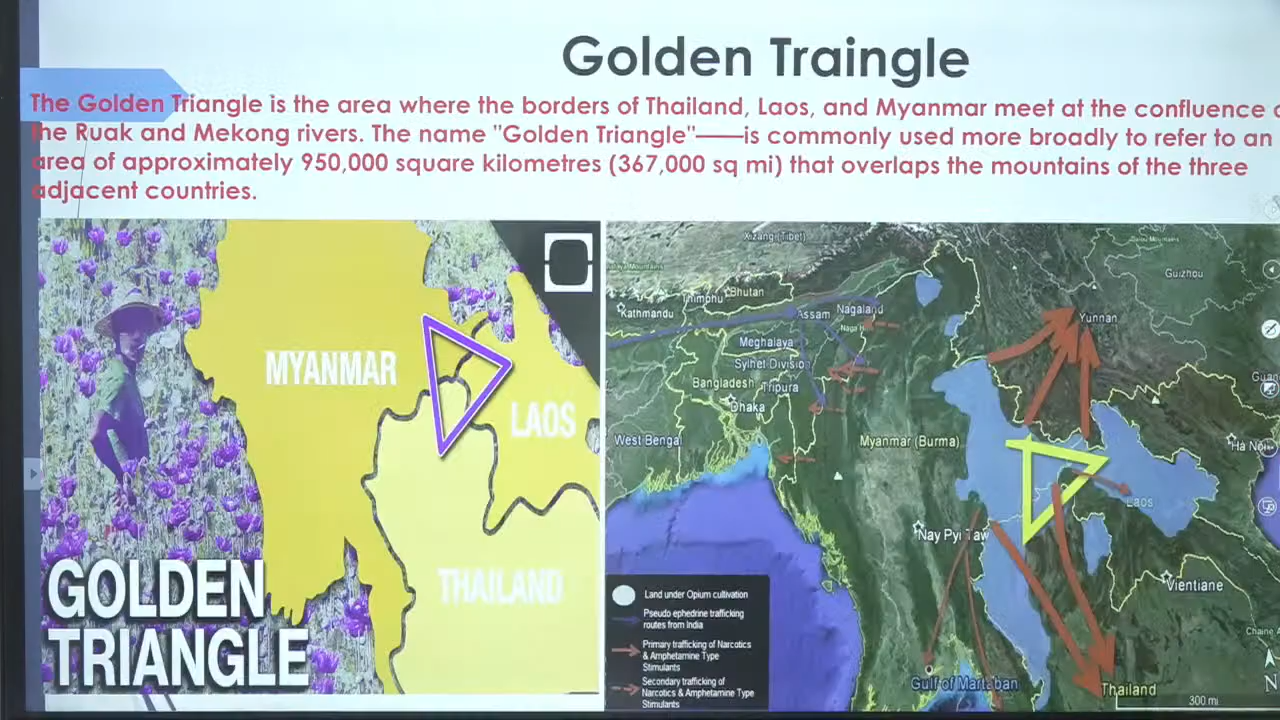 Golden Traingle
The Golden Triangle is the area where the borders of Thailand, Laos, and Myanmar meet at the confluence
the Ruak and Mekong rivers. The name "Golden Triangle"——is commonly used more broadly to refer to an
area of approximately 950,000 square kilometres (367,000 sq mi) that overlaps the mountains of the three
adjacent countries.
MYANMAR
LAOS
THAILAND
GOLDEN
TRIANGLE
Xizang (Tibet)
Guizhou
Thimphu
Bhutan
Kathmandu
Assam
Nagaland
Yunnan
Meghalaya
Sylhet Divisio
Bangladesh
Tripura
Dhaka
West Bengal
Myanmar (Burma)
Laos
Nay Pyi Taw
Vientiane
Gulf of Martaban
Thailand
300 mi
N
Land under Opium cultivation
Pseudo ephedrine trafficking
routes from India
Primary trafficking of Narcotics
& Amphetamine Type
Stimulants
Secondary trafficking of
Narcotics & Amphetamine Type
Stimulants